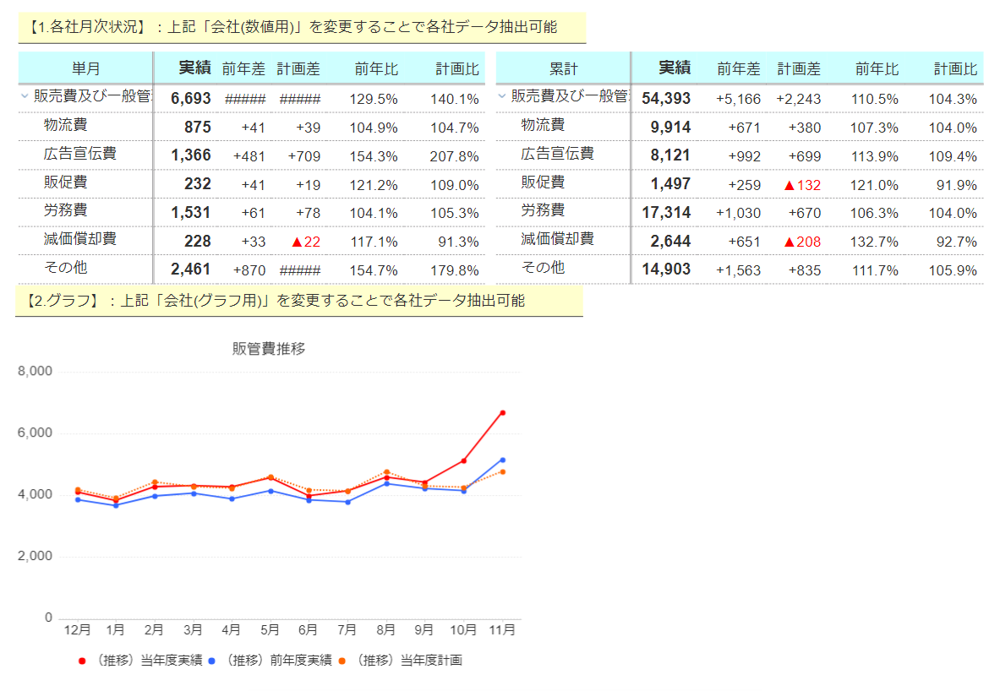 【1.各社月次状況】：上記「会社(数値用)」を変更することで各社データ抽出可能
単月 実績 前年差 計画差 前年比 計画比 累計 実績 前年差 計画差 前年比 計画比
販売費及び一般管 6,693 ##### ##### 129.5% 140.1% 販売費及び一般管 54,393 +5,166 +2,243 110.5% 104.3%
物流費 875 +41 +39 104.9% 104.7% 物流費 9,914 +671 +380 107.3% 104.0%
広告宣伝費 1,366 +481 +709 154.3% 207.8% 広告宣伝費 8,121 +992 +699 113.9% 109.4%
販促費 232 +41 +19 121.2% 109.0% 販促費 1,497 +259 ▲132 121.0% 91.9%
労務費 1,531 +61 +78 104.1% 105.3% 労務費 17,314 +1,030 +670 106.3% 104.0%
減価償却費 228 +33 ▲22 117.1% 91.3% 減価償却費 2,644 +651 ▲208 132.7% 92.7%
その他 2,461 +870 ##### 154.7% 179.8% その他 14,903 +1,563 +835 111.7% 105.9%
【2.グラフ】：上記「会社(グラフ用)」を変更することで各社データ抽出可能
販管費推移
8,000
6,000
4,000
2,000
0
12月 1月 2月 3月 4月 5月 6月 7月 8月 9月 10月 11月
（推移）当年度実績 （推移）前年度実績 （推移）当年度計画